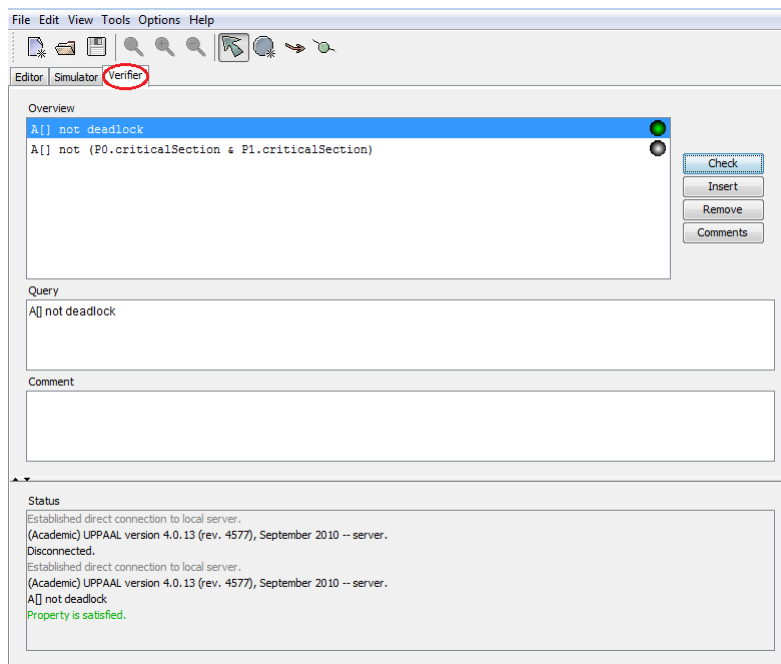 File Edit View Tools Options Help
Editor Simulator Verifier
Overview
A[] not deadlock
A[] not (P0.criticalSection & P1.criticalSection)
Check
Insert
Remove
Comments
Query
A[] not deadlock
Comment
Status
Established direct connection to local server.
(Academic) UPPAAL version 4.0.13 (rev. 4577), September 2010 -- server.
Disconnected.
Established direct connection to local server.
(Academic) UPPAAL version 4.0.13 (rev. 4577), September 2010 -- server.
A[] not deadlock
Property is satisfied.